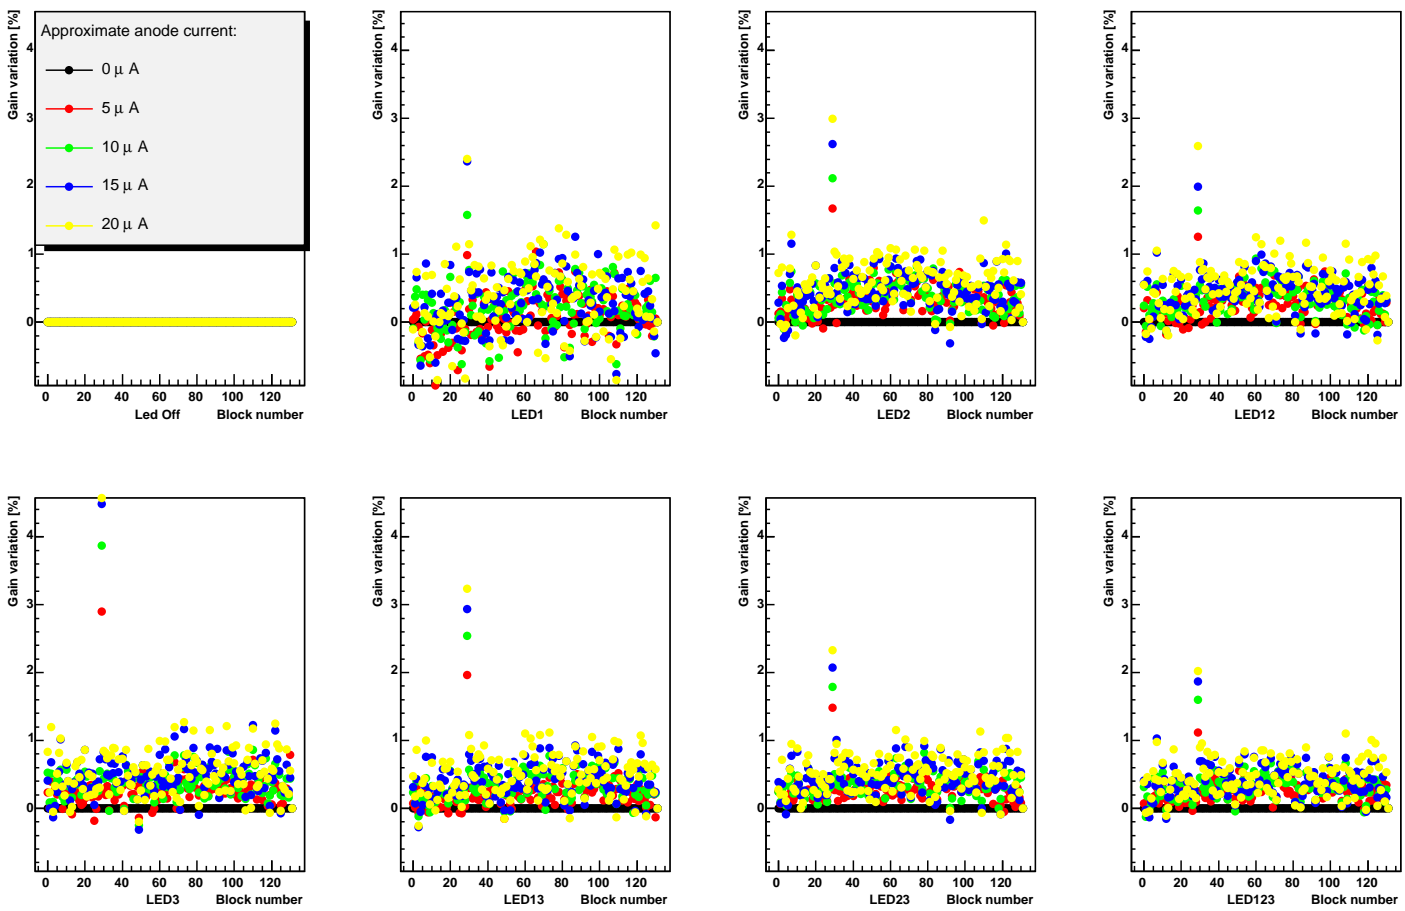 Gain variation [%]
4
3
2
1
0
Approximate anode current:
0 μ A
5 μ A
10 μ A
15 μ A
20 μ A
0 20 40 60 80 100 120
Led Off Block number
Gain variation [%]
4
3
2
1
0
0 20 40 60 80 100 120
LED1 Block number
Gain variation [%]
4
3
2
1
0
0 20 40 60 80 100 120
LED2 Block number
Gain variation [%]
4
3
2
1
0
0 20 40 60 80 100 120
LED12 Block number
Gain variation [%]
4
3
2
1
0
0 20 40 60 80 100 120
LED3 Block number
Gain variation [%]
4
3
2
1
0
0 20 40 60 80 100 120
LED13 Block number
Gain variation [%]
4
3
2
1
0
0 20 40 60 80 100 120
LED23 Block number
Gain variation [%]
4
3
2
1
0
0 20 40 60 80 100 120
LED123 Block number